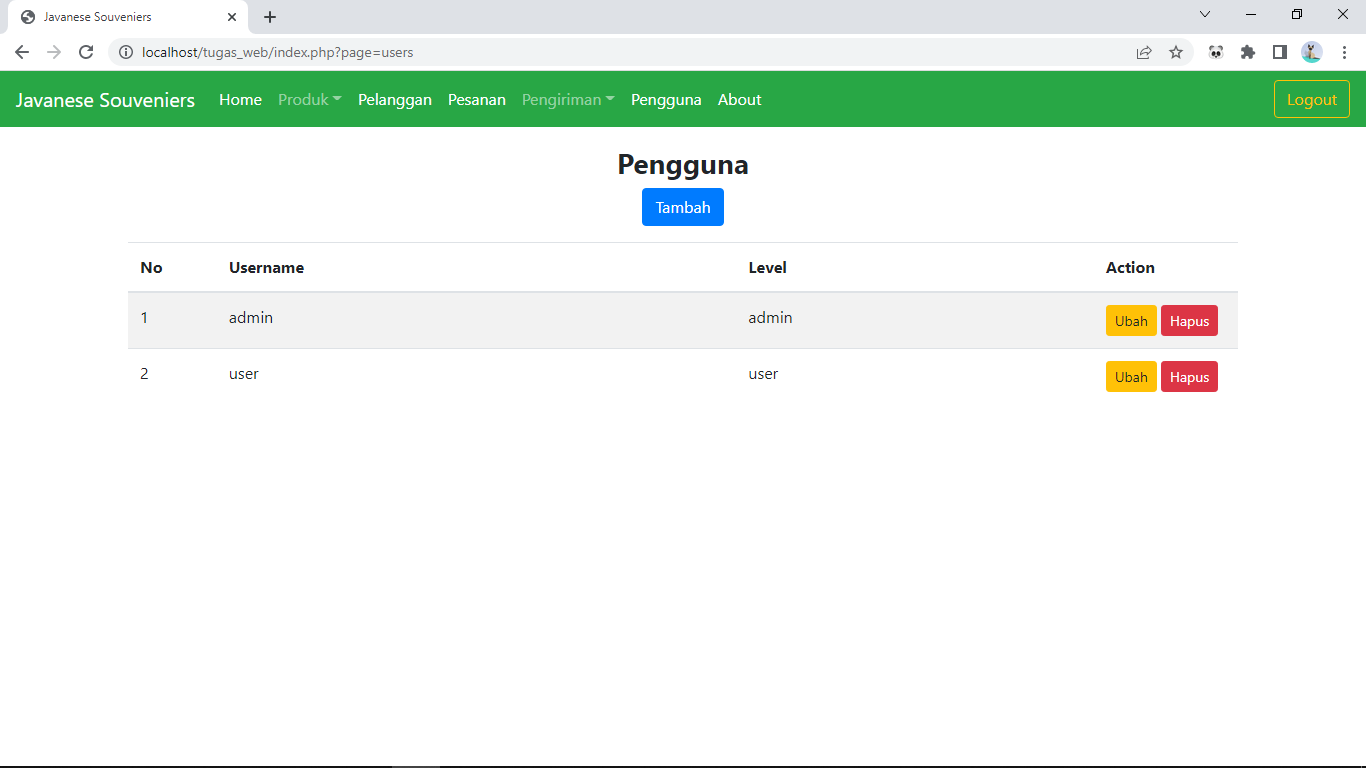 Javanese Souveniers
localhost/tugas_web/index.php?page=users
Javanese Souveniers Home Produk Pelanggan Pesanan Pengiriman Pengguna About Logout
Pengguna
Tambah
No Username Level Action
1 admin admin Ubah Hapus
2 user user Ubah Hapus